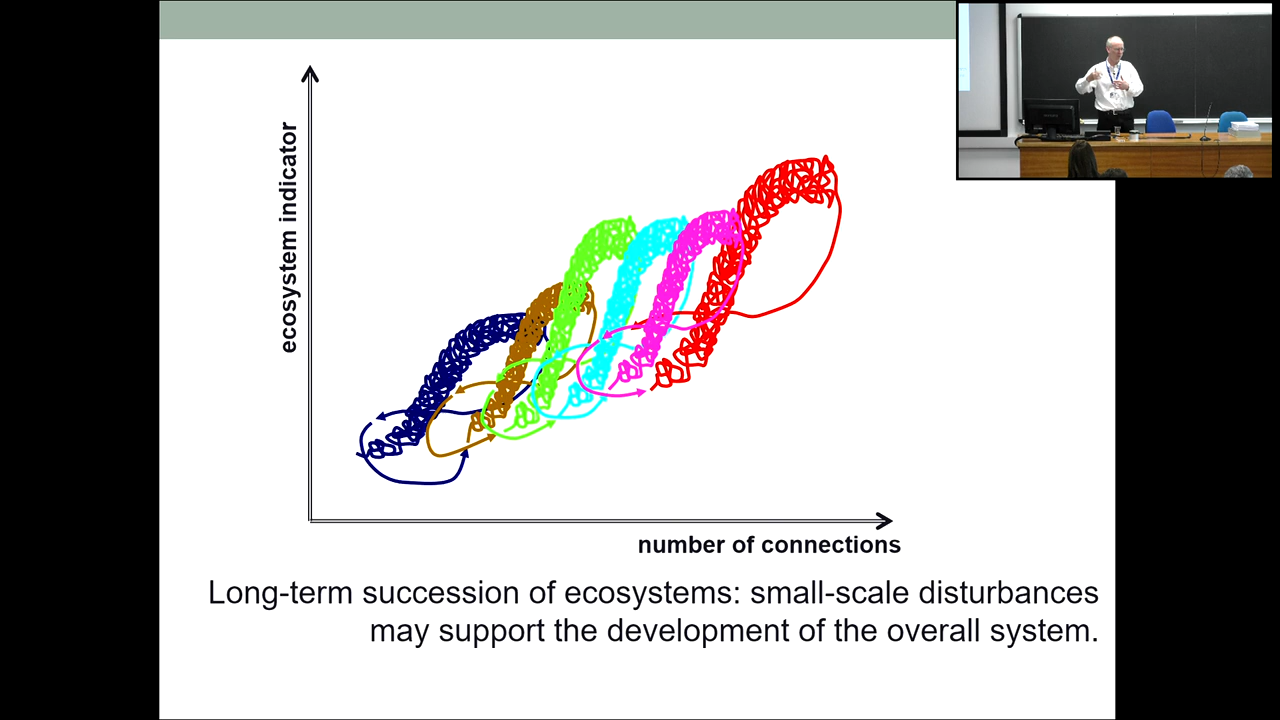 ecosystem indicator
number of connections
Long-term succession of ecosystems: small-scale disturbances
may support the development of the overall system.